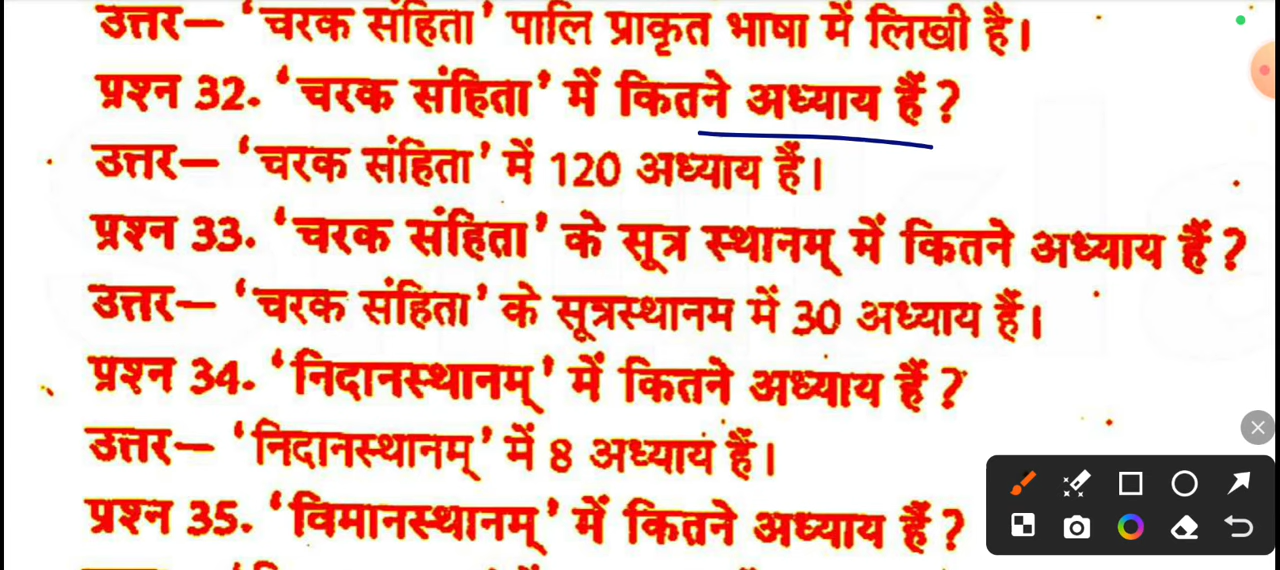 उत्तर— 'चरक संहिता' पालि प्राकृत भाषा में लिखी है।
प्रश्न 32. 'चरक संहिता' में कितने अध्याय हैं ?
उत्तर— 'चरक संहिता' में 120 अध्याय हैं।
प्रश्न 33. 'चरक संहिता' के सूत्र स्थानम् में कितने अध्याय हैं ?
उत्तर— 'चरक संहिता' के सूत्रस्थानम में 30 अध्याय हैं।
प्रश्न 34. 'निदानस्थानम्' में कितने अध्याय हैं ?
उत्तर— 'निदानस्थानम्' में 8 अध्याय हैं।
प्रश्न 35. 'विमानस्थानम्' में कितने अध्याय हैं ?